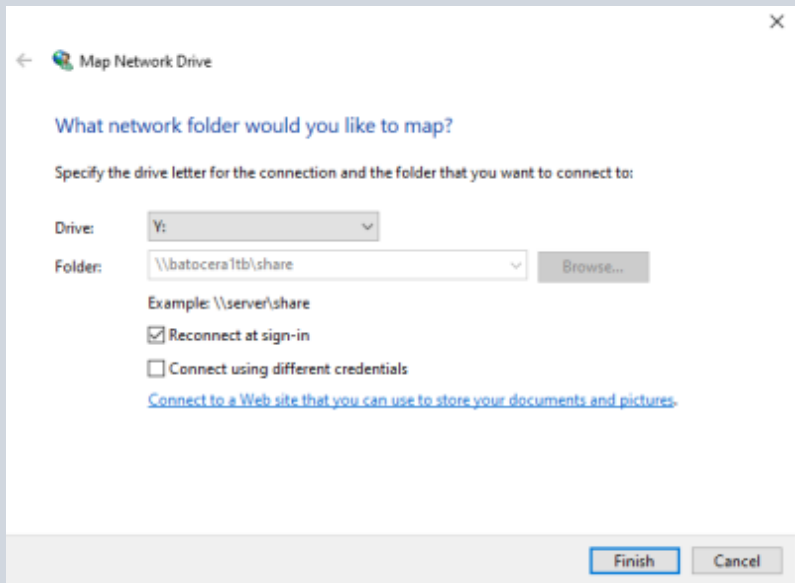 Map Network Drive
What network folder would you like to map?
Specify the drive letter for the connection and the folder that you want to connect to:
Drive: Y:
Folder: \\batocera1tb\share Browse...
Example: \\server\share
Reconnect at sign-in
Connect using different credentials
Connect to a Web site that you can use to store your documents and pictures.
Finish Cancel